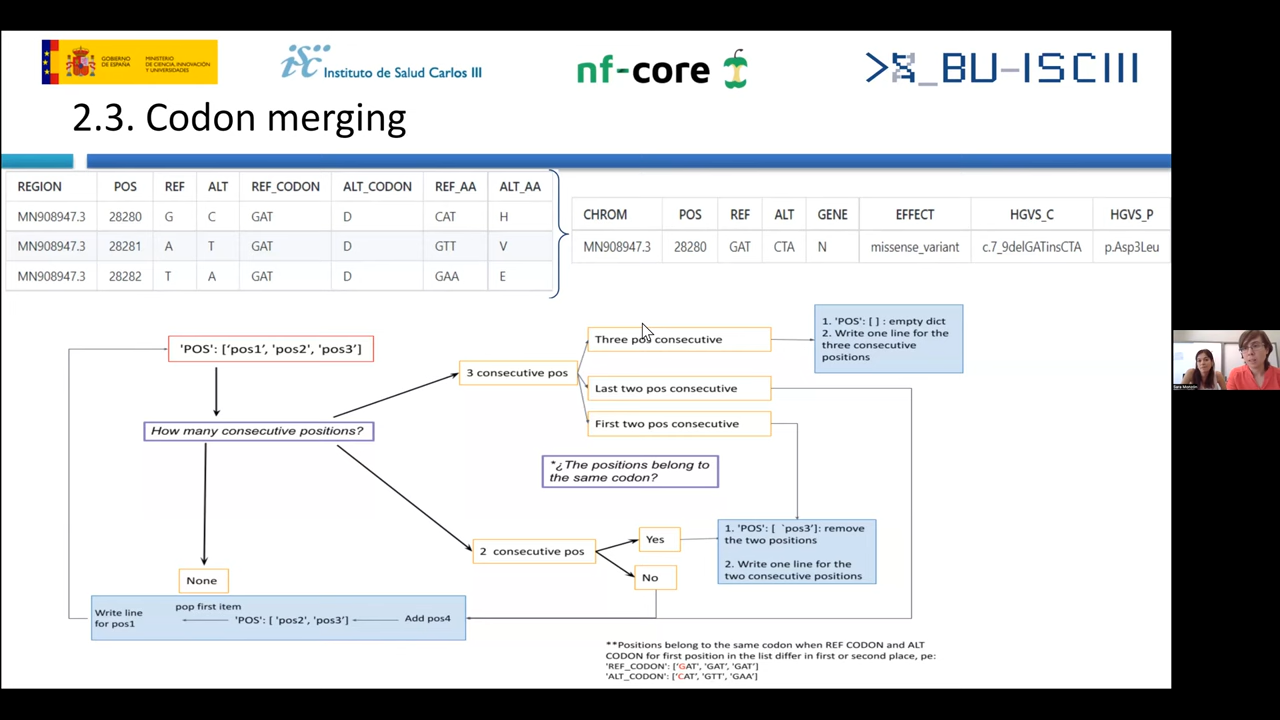 GOBIERNO DE ESPAÑA
MINISTERIO DE CIENCIA, INNOVACIÓN Y UNIVERSIDADES
isciii Instituto de Salud Carlos III
nf-core
>_BU-ISCIII
2.3. Codon merging
REGION POS REF ALT REF_CODON ALT_CODON REF_AA ALT_AA
MN908947.3 28280 G C GAT D CAT H
MN908947.3 28281 A T GAT D GTT V
MN908947.3 28282 T A GAT D GAA E
CHROM POS REF ALT GENE EFFECT HGVS_C HGVS_P
MN908947.3 28280 GAT CTA N missense_variant c.7_9delGATinsCTA p.Asp3Leu
'POS': ['pos1', 'pos2', 'pos3']
How many consecutive positions?
3 consecutive pos
Three pos consecutive
Last two pos consecutive
First two pos consecutive
1. 'POS': [ ] : empty dict
2. Write one line for the
three consecutive
positions
*¿The positions belong to
the same codon?
2 consecutive pos
Yes
No
1. 'POS': [ `pos3']: remove
the two positions
2. Write one line for the
two consecutive positions
None
Write line
for pos1
pop first item
'POS': [ 'pos2', 'pos3']
Add pos4
**Positions belong to the same codon when REF CODON and ALT
CODON for first position in the list differ in first or second place, pe:
'REF_CODON': ['GAT', 'GAT', 'GAT']
'ALT_CODON': ['CAT', 'GTT', 'GAA']
Sara Monzón